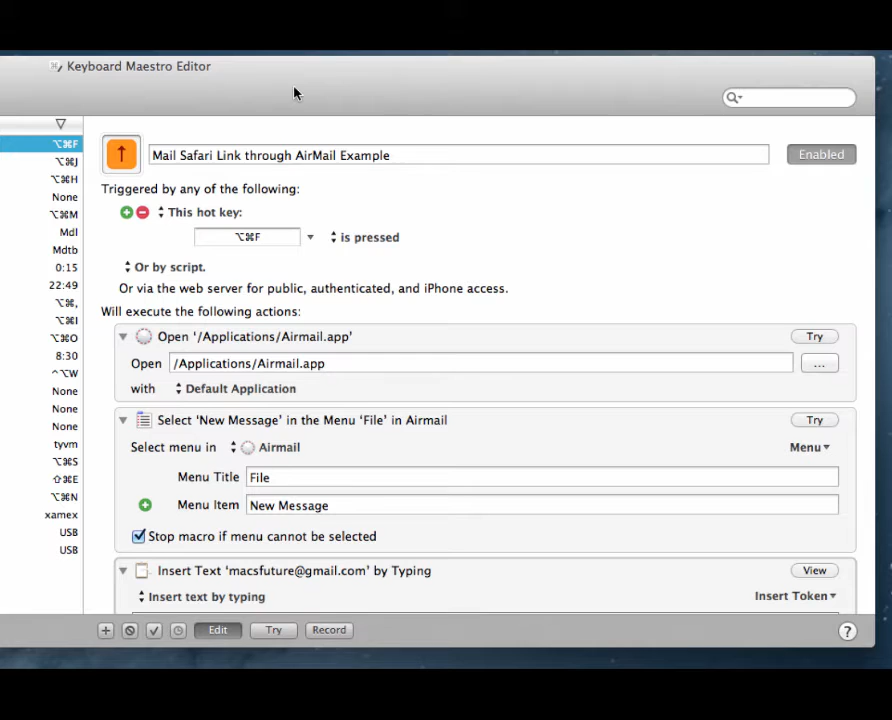 Keyboard Maestro Editor
⌥⌘F
⌥⌘J
⌥⌘H
None
⌥⌘M
Mdl
Mdtb
0:15
22:49
⌥⌘,
⌥⌘I
⌥⌘O
8:30
^⌥W
None
None
None
tyvm
⌥⌘S
⇧⌘E
⌥⌘N
xamex
USB
USB
Mail Safari Link through AirMail Example
Enabled
Triggered by any of the following:
This hot key:
⌥⌘F
is pressed
Or by script.
Or via the web server for public, authenticated, and iPhone access.
Will execute the following actions:
Open '/Applications/Airmail.app'
Try
Open /Applications/Airmail.app ...
with Default Application
Select 'New Message' in the Menu 'File' in Airmail
Try
Select menu in Airmail
Menu
Menu Title File
Menu Item New Message
Stop macro if menu cannot be selected
Insert Text 'macsfuture@gmail.com' by Typing
View
Insert text by typing
Insert Token
Edit Try Record ?